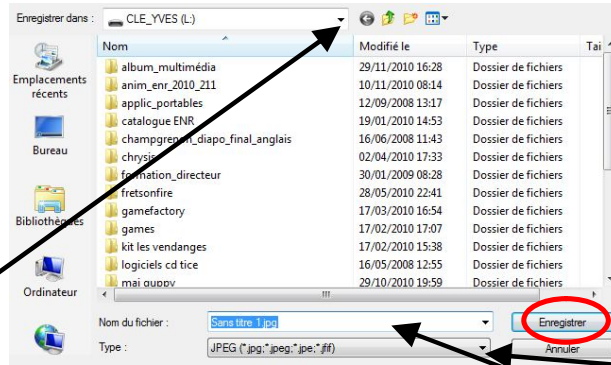 Enregistrer dans : CLE_YVES (L:)
Nom Modifié le Type Tai
album_multimédia 29/11/2010 16:28 Dossier de fichiers
anim_enr_2010_211 10/11/2010 08:14 Dossier de fichiers
applic_portables 12/09/2008 13:17 Dossier de fichiers
catalogue ENR 19/01/2010 14:53 Dossier de fichiers
diapo_final_anglais 16/06/2008 11:43 Dossier de fichiers
chrysis 02/04/2010 17:33 Dossier de fichiers
formation_directeur 30/01/2009 08:28 Dossier de fichiers
fretsonfire 28/05/2010 22:41 Dossier de fichiers
gamefactory 17/03/2010 16:54 Dossier de fichiers
games 17/02/2010 17:07 Dossier de fichiers
kit les vendanges 17/02/2010 15:38 Dossier de fichiers
logiciels cd tice 16/05/2008 12:55 Dossier de fichiers
mai guppy 29/10/2010 19:59 Dossier de fichiers
Emplacements
récents
Bureau
Bibliothèques
Ordinateur
Nom du fichier : Sans titre 1.jpg Enregistrer
Type : JPEG (*.jpg;*.jpeg;*.jpe;*.jfif) Annuler